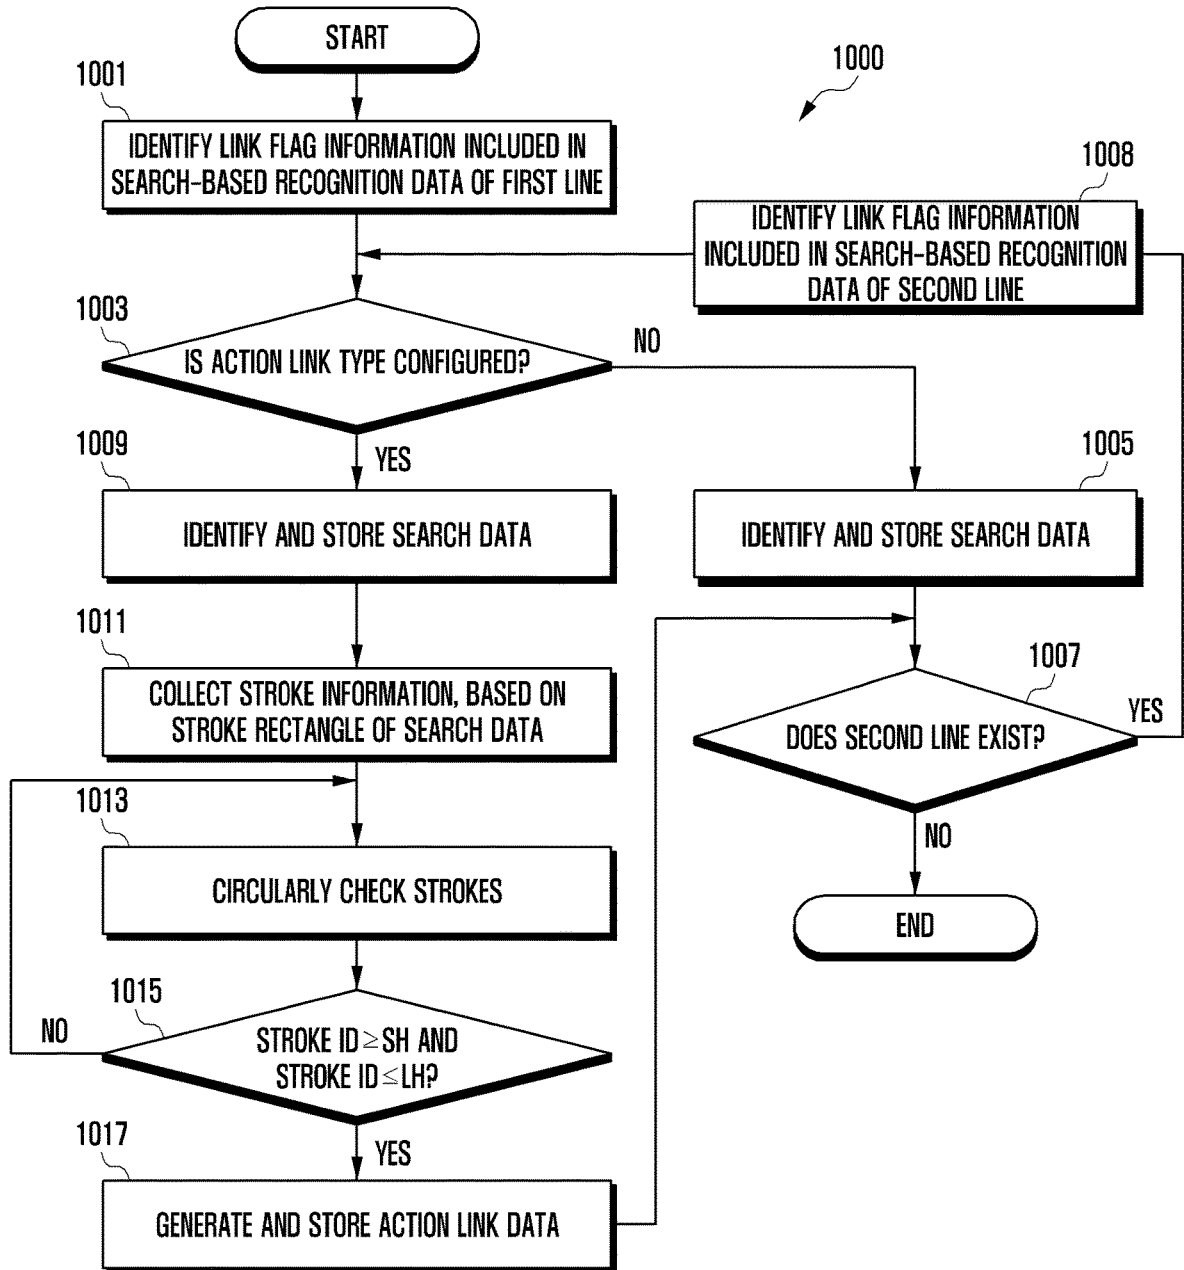 START
1000
1001
IDENTIFY LINK FLAG INFORMATION INCLUDED IN
SEARCH-BASED RECOGNITION DATA OF FIRST LINE
1008
IDENTIFY LINK FLAG INFORMATION
INCLUDED IN SEARCH-BASED RECOGNITION
DATA OF SECOND LINE
1003
IS ACTION LINK TYPE CONFIGURED?
NO
YES
1009
IDENTIFY AND STORE SEARCH DATA
1005
IDENTIFY AND STORE SEARCH DATA
1011
COLLECT STROKE INFORMATION, BASED ON
STROKE RECTANGLE OF SEARCH DATA
1007
DOES SECOND LINE EXIST?
YES
NO
END
1013
CIRCULARLY CHECK STROKES
1015
STROKE ID≥SH AND
STROKE ID≤LH?
NO
YES
1017
GENERATE AND STORE ACTION LINK DATA